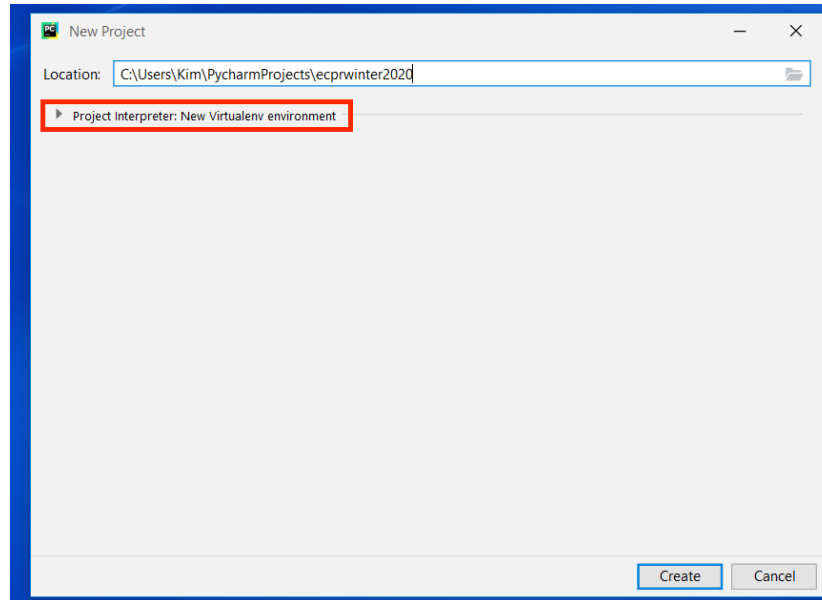 PC
New Project
Location: C:\Users\Kim\PycharmProjects\ecprwinter2020
Project Interpreter: New Virtualenv environment
Create Cancel